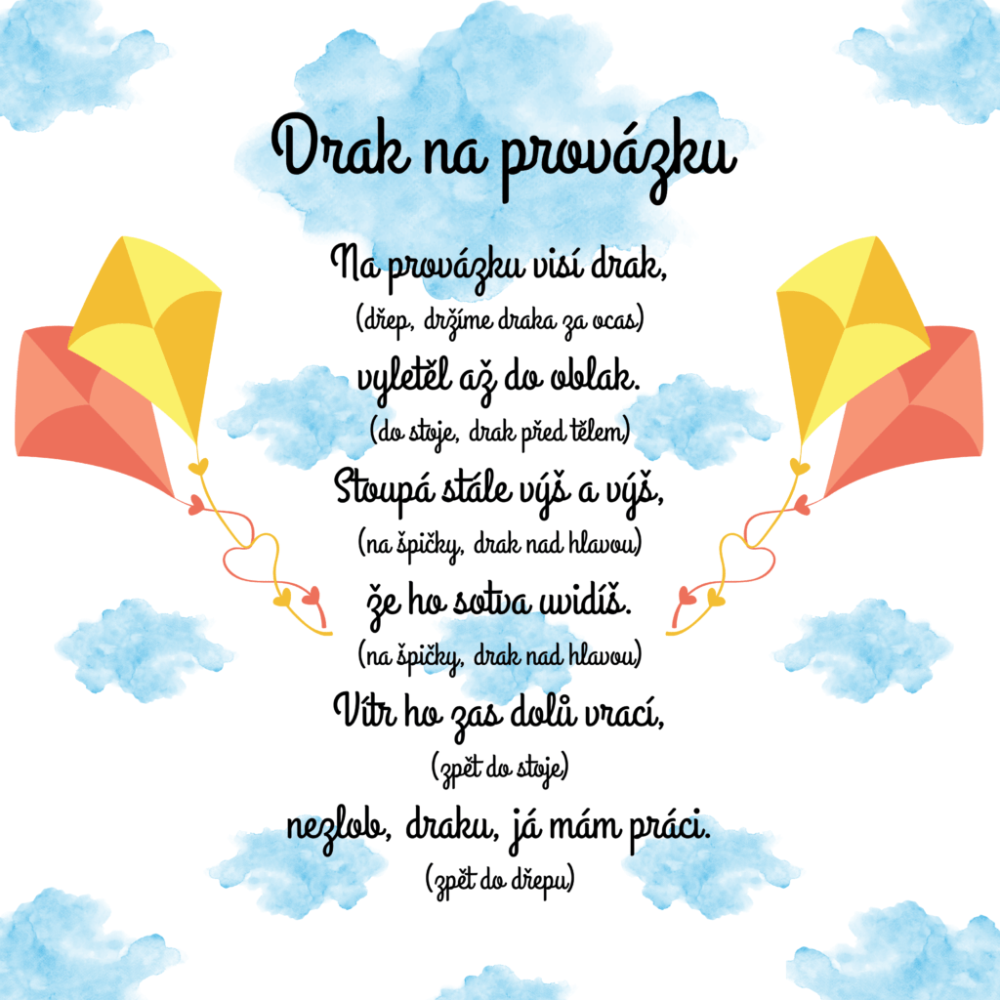 Drak na provázku
Na provázku visí drak,
(dřep, držíme draka za ocas)
vyletěl až do oblak.
(do stoje, drak před tělem)
Stoupá stále výš a výš,
(na špičky, drak nad hlavou)
že ho sotva uvidíš.
(na špičky, drak nad hlavou)
Vítr ho zas dolů vrací,
(zpět do stoje)
nezlob, draku, já mám práci.
(zpět do dřepu)